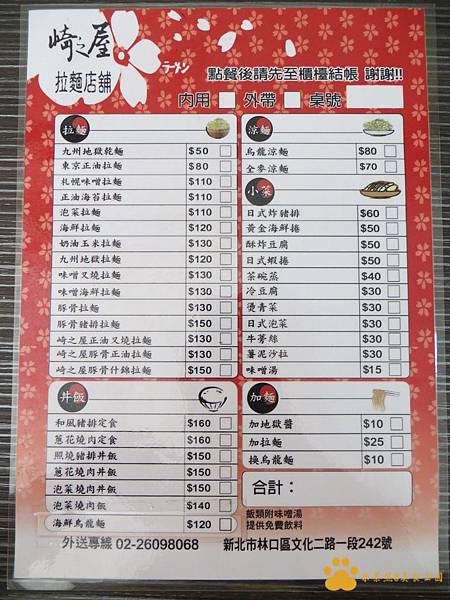 崎之屋
ラーメン
拉麵店舖
點餐後請先至櫃檯結帳 謝謝!!
內用 外帶 桌號
拉麵
九州地獄乾麵 $50
東京正油拉麵 $80
札幌味噌拉麵 $110
正油海苔拉麵 $110
泡菜拉麵 $110
海鮮拉麵 $120
奶油玉米拉麵 $130
九州地獄拉麵 $120
味噌叉燒拉麵 $130
味噌海鮮拉麵 $130
豚骨拉麵 $130
豚骨豬排拉麵 $150
崎之屋正油叉燒拉麵 $130
崎之屋豚骨正油拉麵 $130
崎之屋豚骨什錦拉麵 $150
丼飯
和風豬排定食 $160
蔥花燒肉定食 $160
照燒豬排丼飯 $150
蔥花燒肉丼飯 $150
泡菜燒肉丼飯 $150
泡菜燒肉飯 $140
海鮮烏龍麵 $120
涼麵
烏龍涼麵 $80
全麥涼麵 $70
小菜
日式炸豬排 $60
黃金海鮮捲 $50
酥炸豆腐 $50
日式蝦捲 $50
茶碗蒸 $40
冷豆腐 $30
燙青菜 $30
日式泡菜 $30
牛蒡絲 $30
薯泥沙拉 $30
味噌湯 $15
加麵
加地獄醬 $10
加拉麵 $25
換烏龍麵 $10
合計：
飯類附味噌湯
提供免費飲料
外送專線 02-26098068 新北市林口區文化二路一段242號